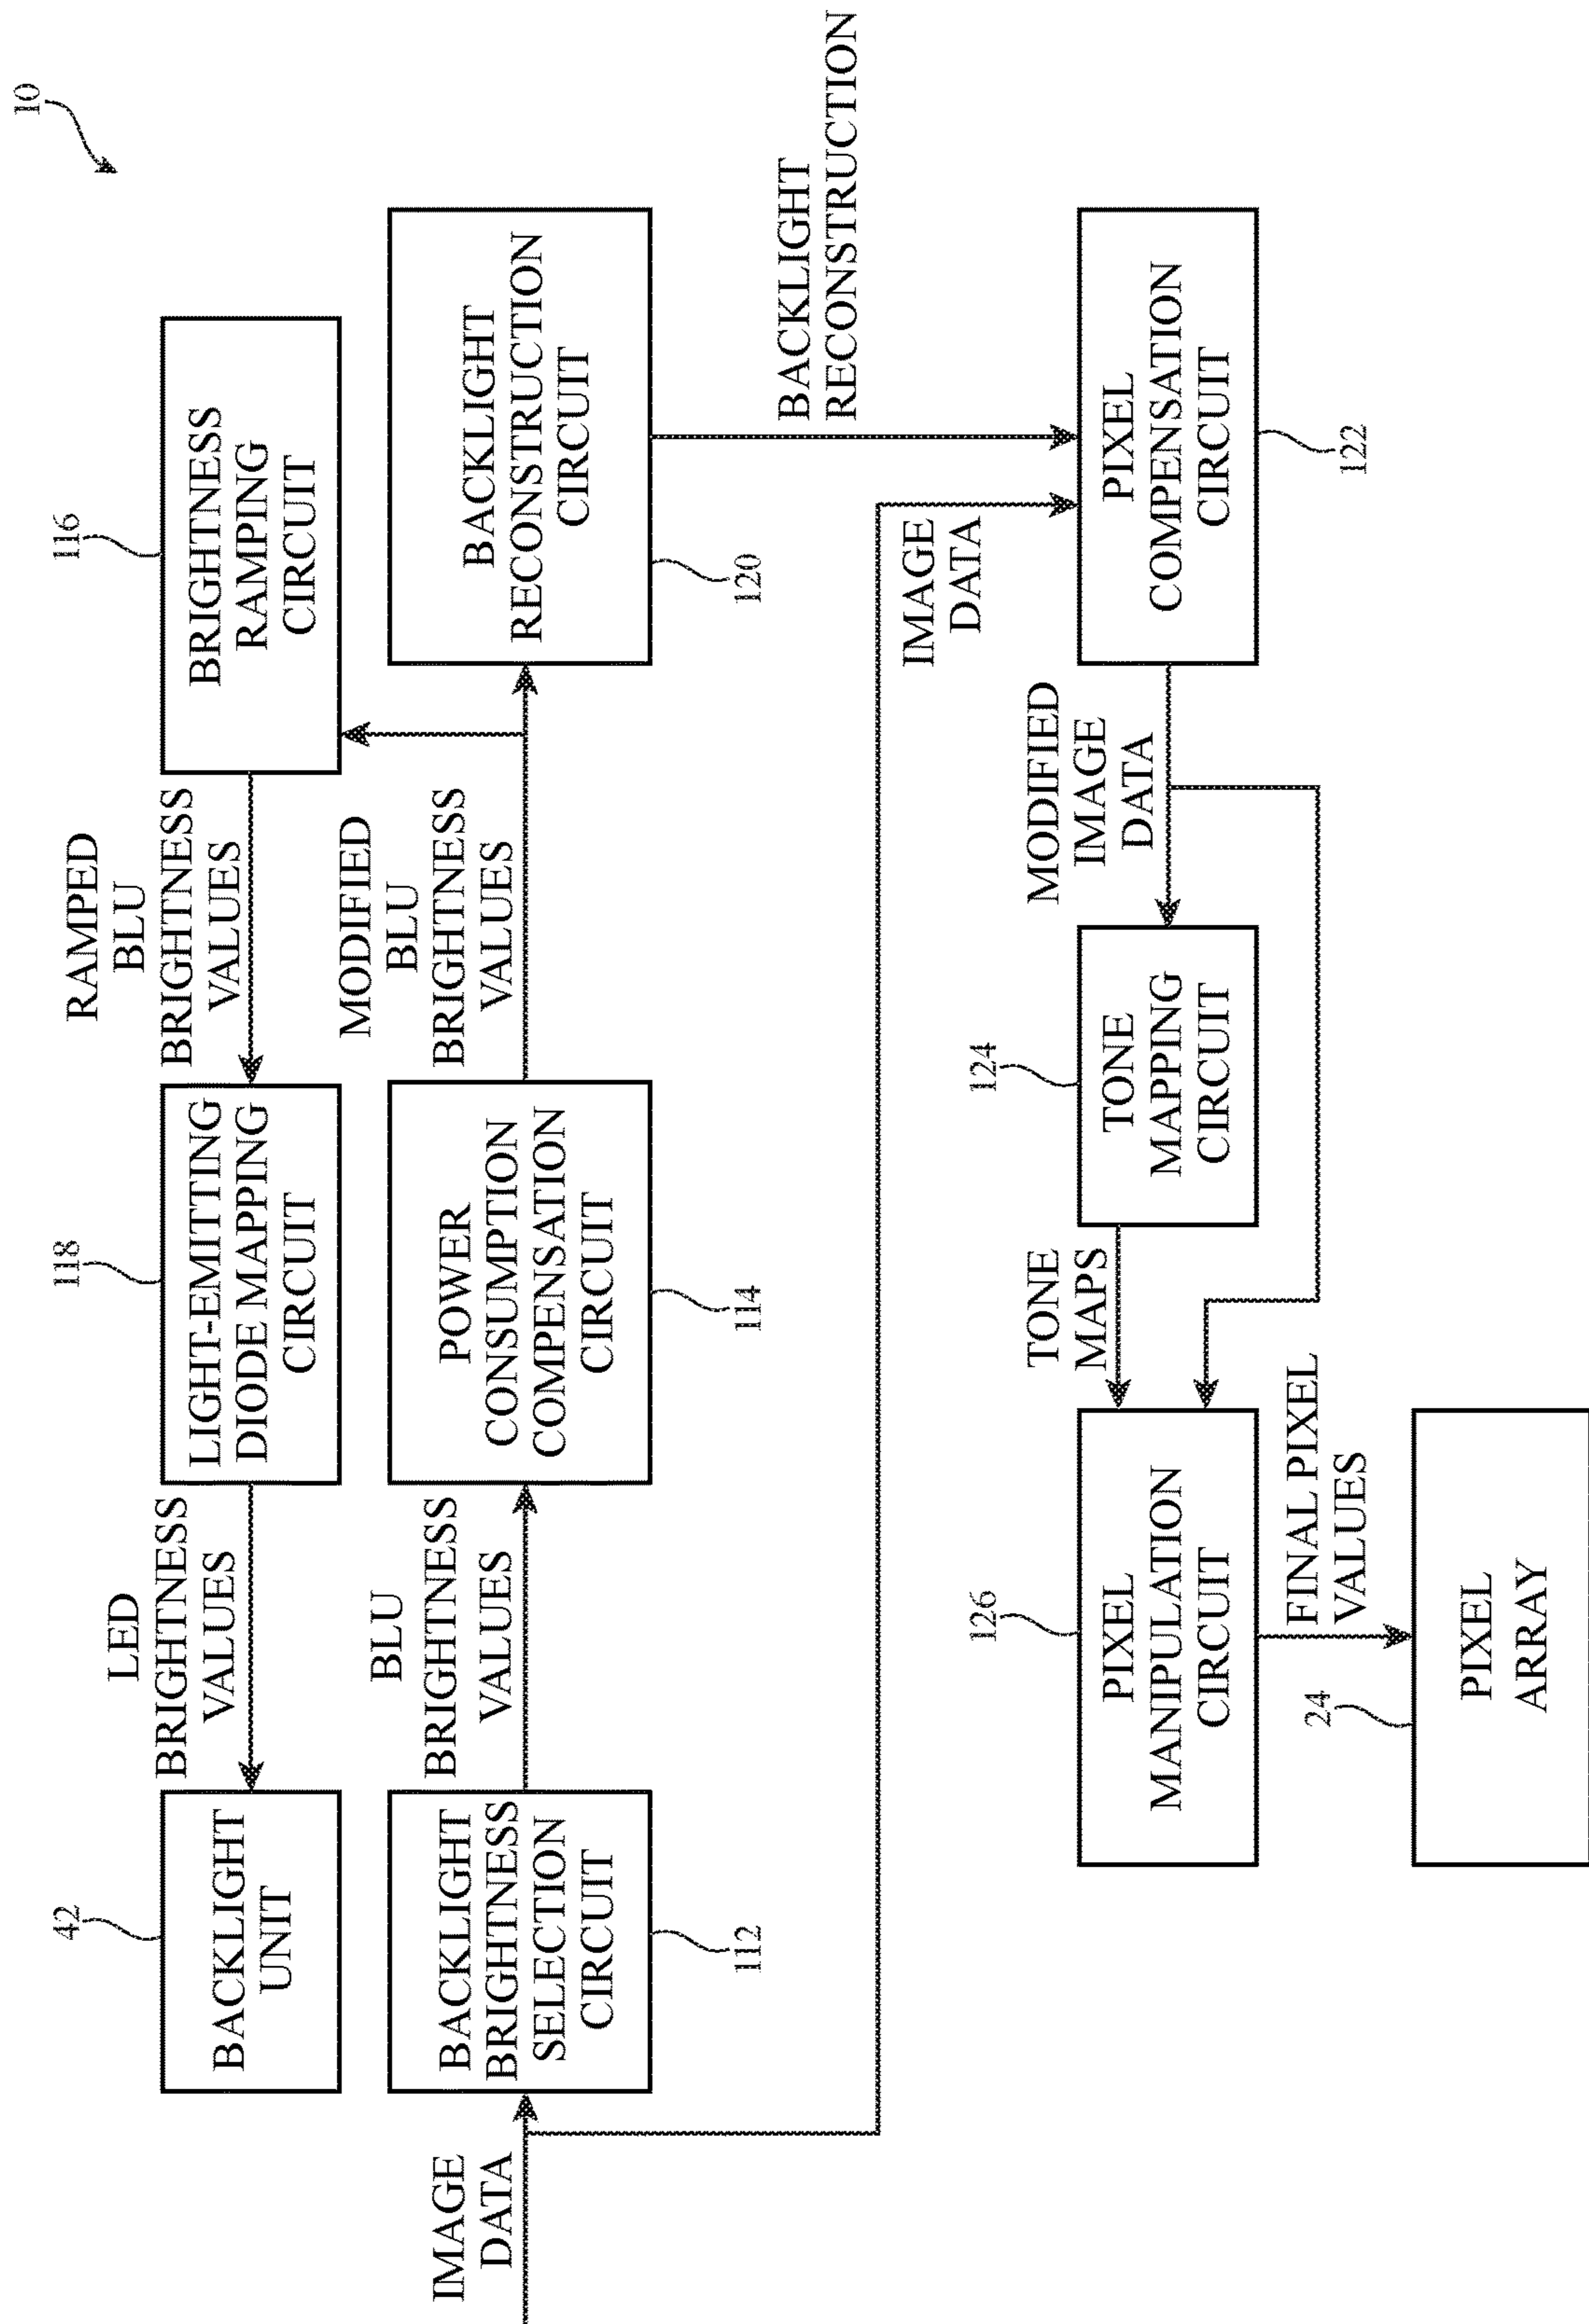 10
42
BACKLIGHT
UNIT
LED
BRIGHTNESS
VALUES
118
LIGHT-EMITTING
DIODE MAPPING
CIRCUIT
RAMPED
BLU
BRIGHTNESS
VALUES
116
BRIGHTNESS
RAMPING
CIRCUIT
IMAGE
DATA
BACKLIGHT
BRIGHTNESS
SELECTION
CIRCUIT
112
BLU
BRIGHTNESS
VALUES
POWER
CONSUMPTION
COMPENSATION
CIRCUIT
114
MODIFIED
BLU
BRIGHTNESS
VALUES
BACKLIGHT
RECONSTRUCTION
CIRCUIT
120
BACKLIGHT
RECONSTRUCTION
IMAGE
DATA
126
PIXEL
MANIPULATION
CIRCUIT
TONE
MAPS
124
TONE
MAPPING
CIRCUIT
MODIFIED
IMAGE
DATA
PIXEL
COMPENSATION
CIRCUIT
122
FINAL PIXEL
VALUES
24
PIXEL
ARRAY